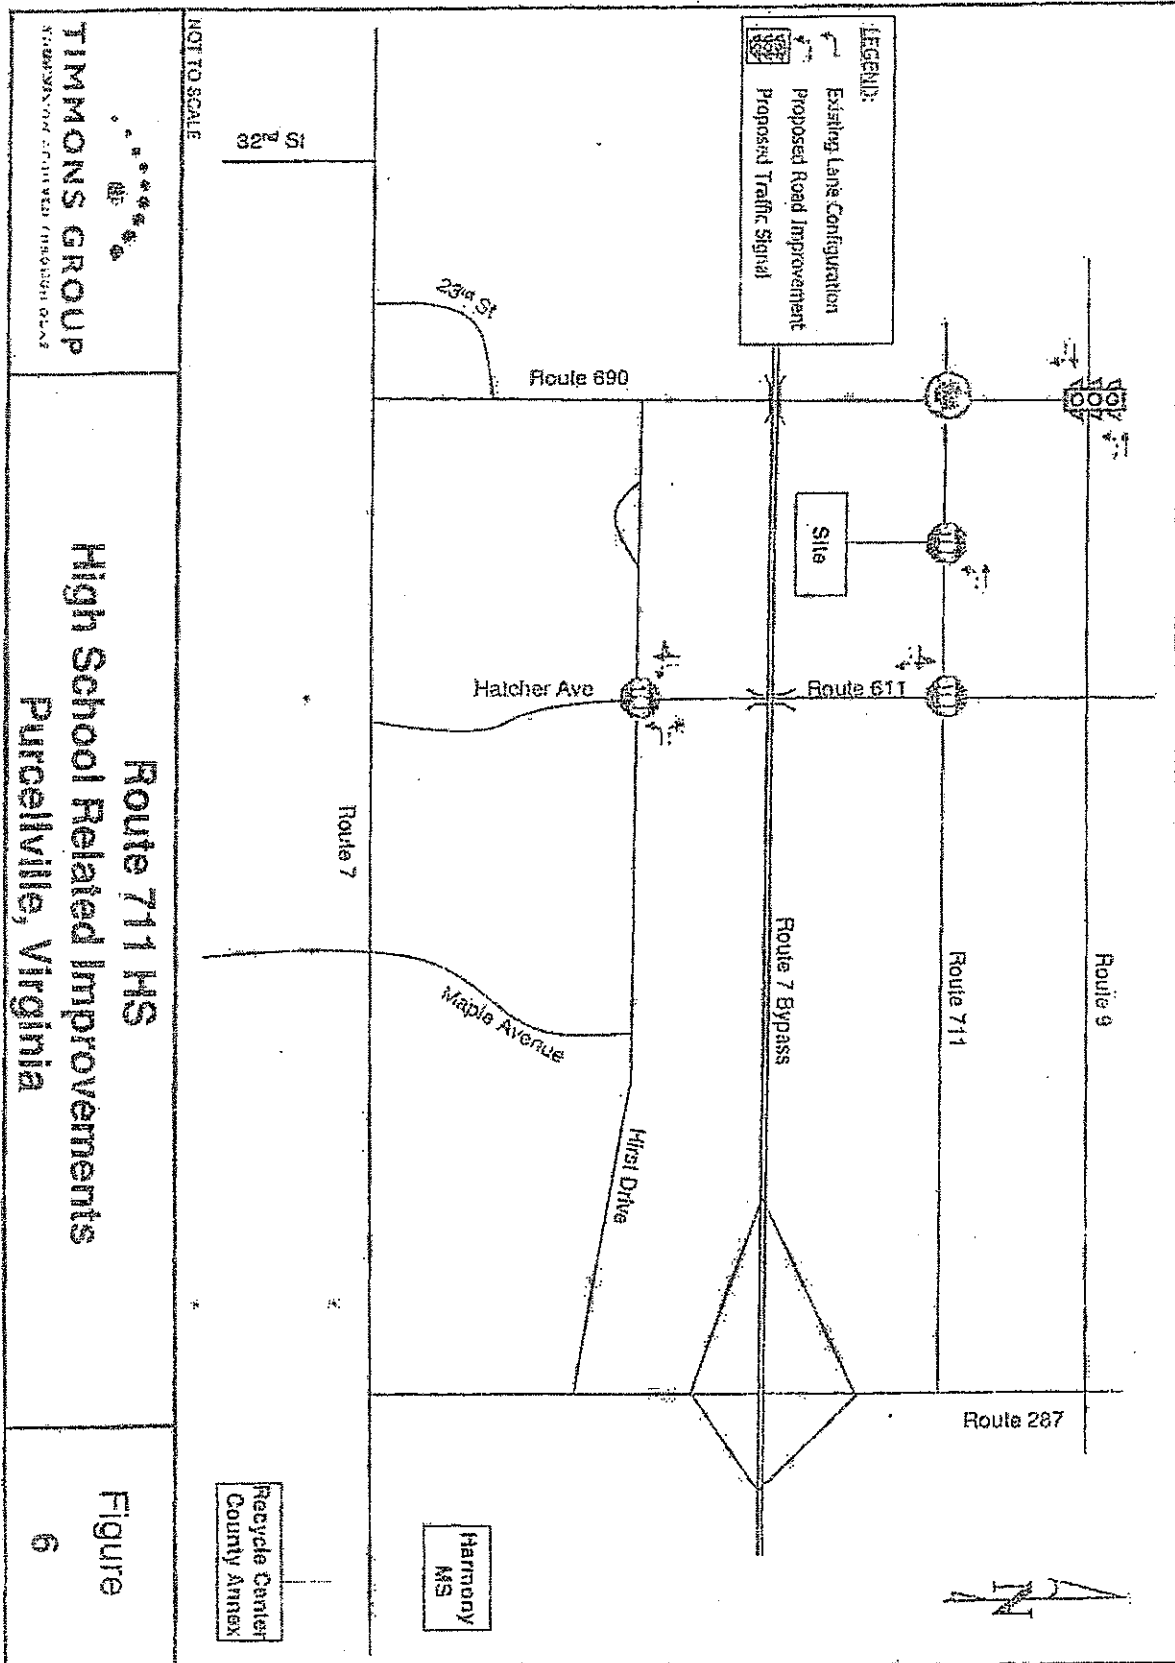 LEGEND:
Existing Lane Configuration
Proposed Road Improvement
Proposed Traffic Signal
Route 9
Route 711
Route 7 Bypass
Route 690
23rd St
32nd St
Site
Route 611
Hatcher Ave
Route 7
Maple Avenue
Hirst Drive
Route 287
N
Harmony
MS
Recycle Center
County Annex
NOT TO SCALE
TIMMONS GROUP
Route 711 HS
High School Related Improvements
Purcellville, Virginia
Figure
6